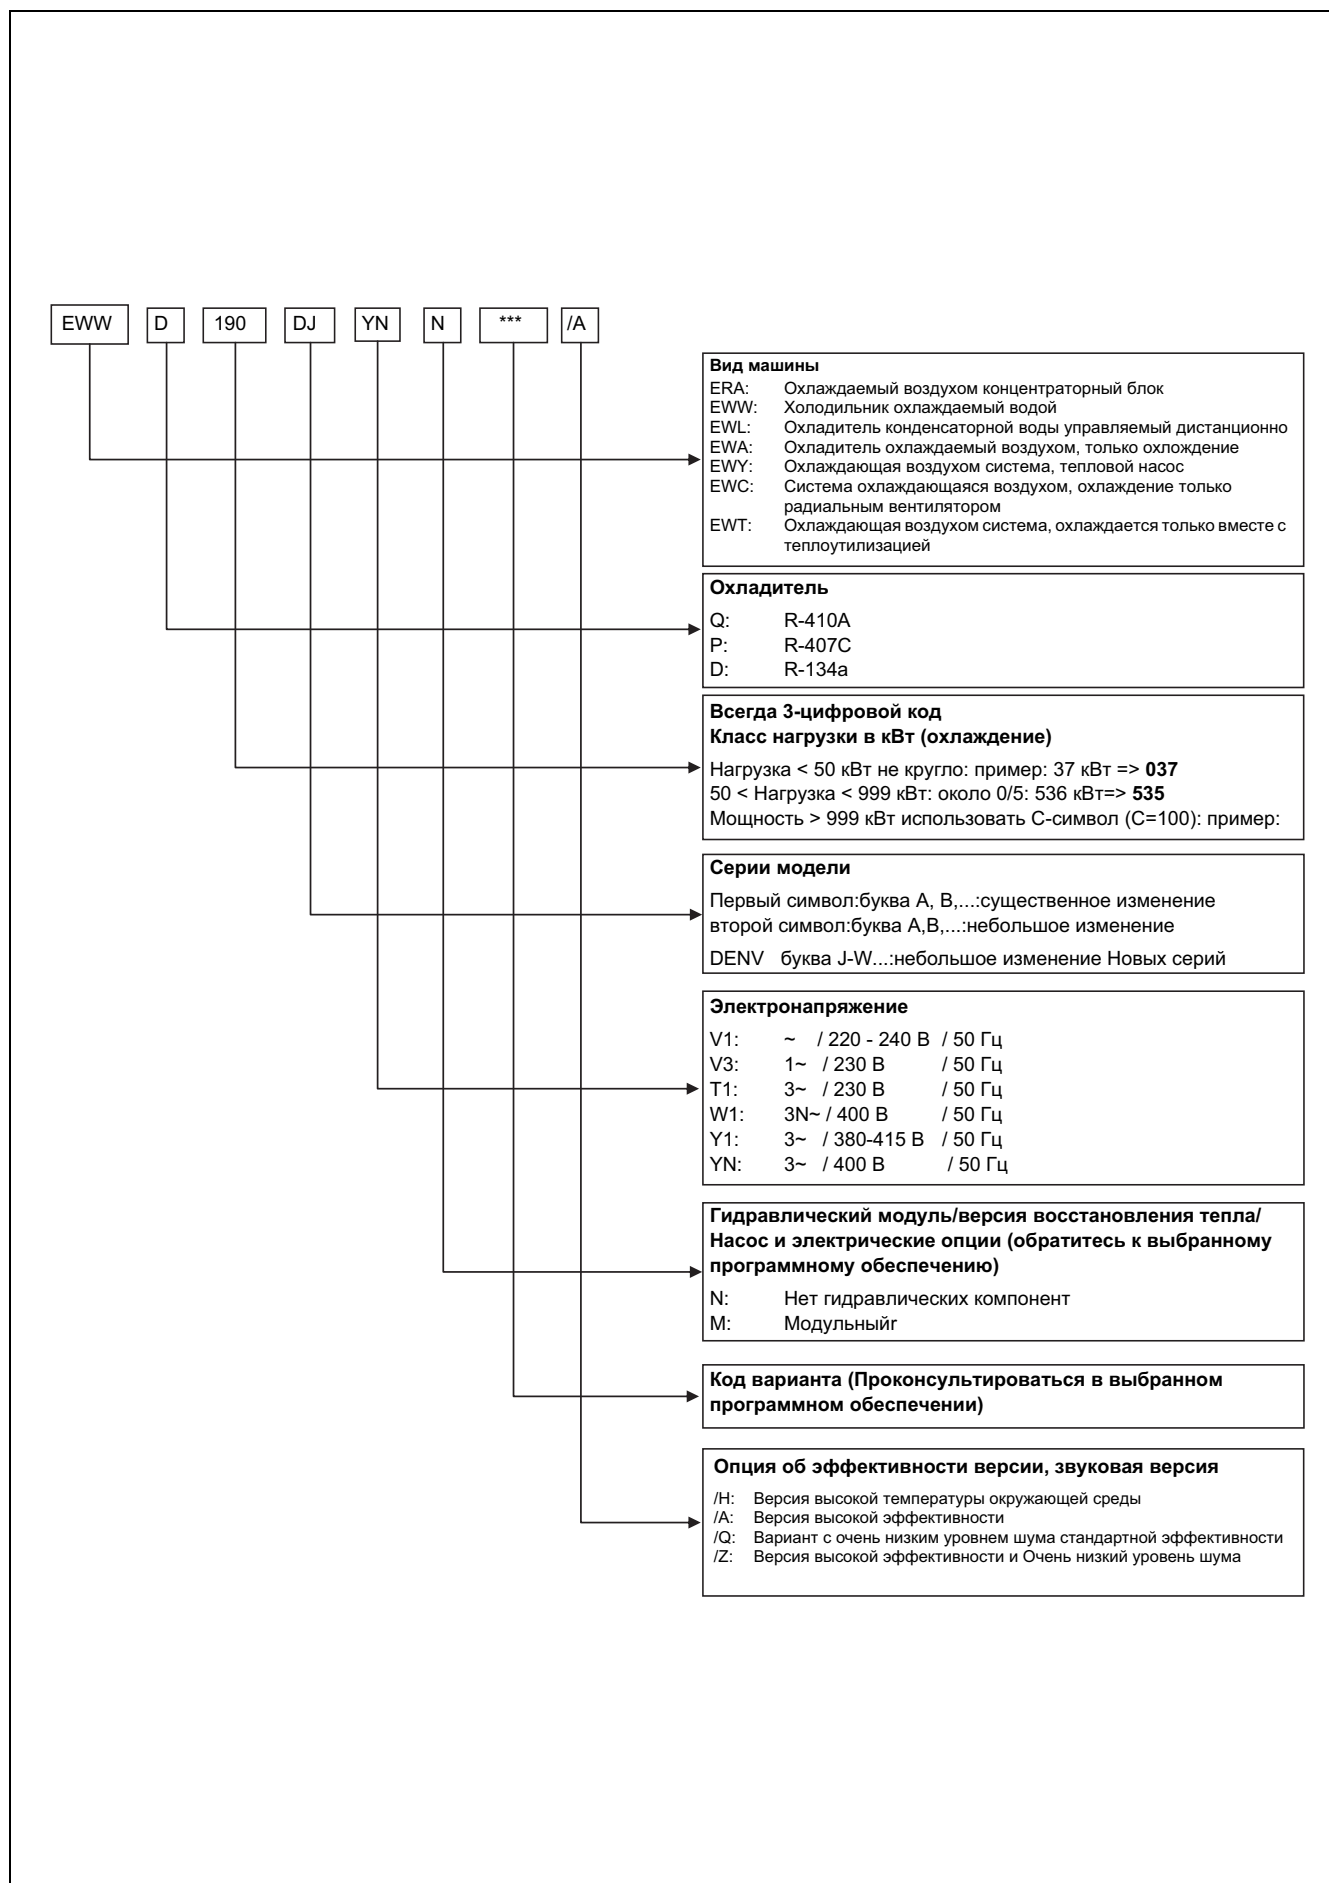 EWW D 190 DJ YN N *** /A
Вид машины
ERA: Охлаждаемый воздухом концентраторный блок
EWW: Холодильник охлаждаемый водой
EWL: Охладитель конденсаторной воды управляемый дистанционно
EWA: Охладитель охлаждаемый воздухом, только охлождение
EWY: Охлаждающая воздухом система, тепловой насос
EWC: Система охлаждающаяся воздухом, охлаждение только
радиальным вентилятором
EWT: Охлаждающая воздухом система, охлаждается только вместе с
теплоутилизацией
Охладитель
Q: R-410A
P: R-407C
D: R-134a
Всегда 3-цифровой код
Класс нагрузки в кВт (охлаждение)
Нагрузка < 50 кВт не кругло: пример: 37 кВт => 037
50 < Нагрузка < 999 кВт: около 0/5: 536 кВт=> 535
Мощность > 999 кВт использовать C-символ (C=100): пример:
Серии модели
Первый символ:буква A, B,...:существенное изменение
второй символ:буква A,B,...:небольшое изменение
DENV буква J-W...:небольшое изменение Новых серий
Электронапряжение
V1: ~ / 220 - 240 В / 50 Гц
V3: 1~ / 230 В / 50 Гц
T1: 3~ / 230 В / 50 Гц
W1: 3N~ / 400 В / 50 Гц
Y1: 3~ / 380-415 В / 50 Гц
YN: 3~ / 400 В / 50 Гц
Гидравлический модуль/версия восстановления тепла/
Насос и электрические опции (обратитесь к выбранному
программному обеспечению)
N: Нет гидравлических компонент
M: Модульныйr
Код варианта (Проконсультироваться в выбранном
программном обеспечении)
Опция об эффективности версии, звуковая версия
/H: Версия высокой температуры окружающей среды
/A: Версия высокой эффективности
/Q: Вариант с очень низким уровнем шума стандартной эффективности
/Z: Версия высокой эффективности и Очень низкий уровень шума